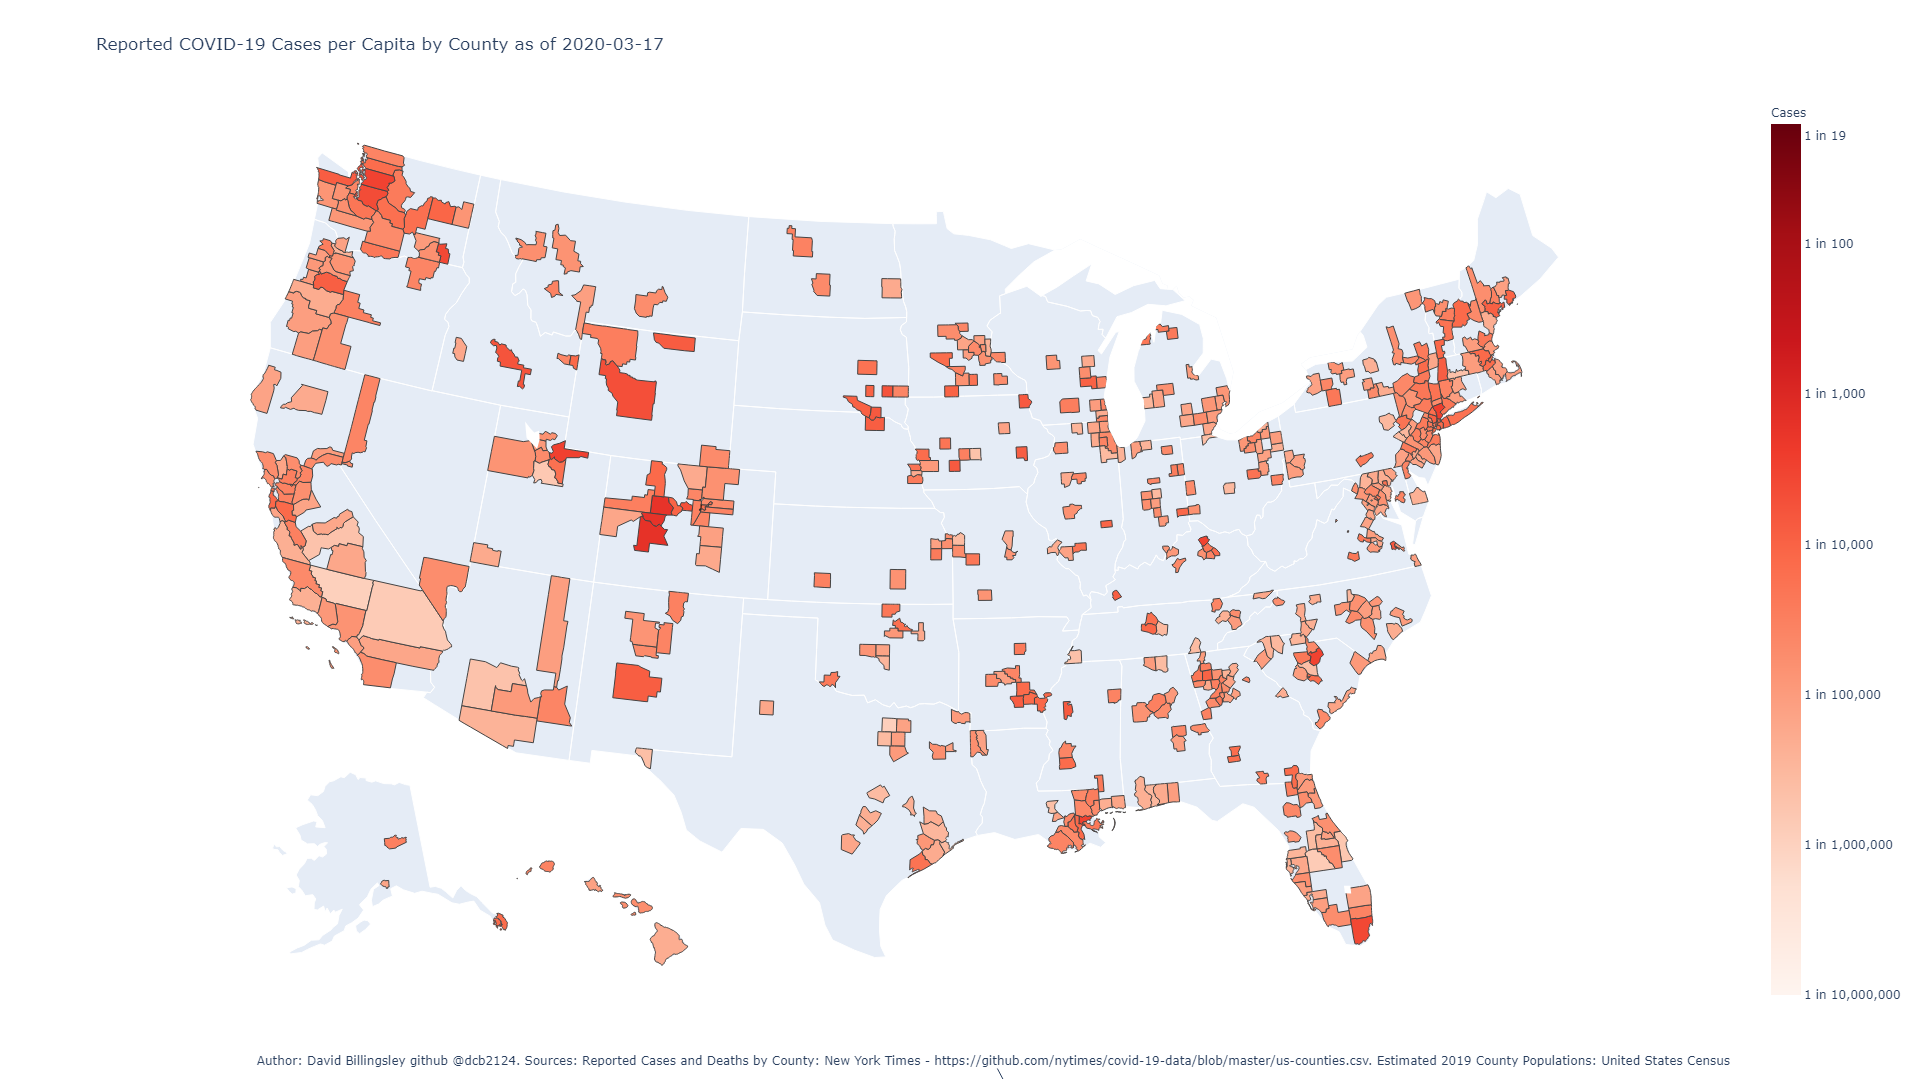 Reported COVID-19 Cases per Capita by County as of 2020-03-17
Cases
1 in 19
1 in 100
1 in 1,000
1 in 10,000
1 in 100,000
1 in 1,000,000
1 in 10,000,000
Author: David Billingsley github @dcb2124. Sources: Reported Cases and Deaths by County: New York Times - https://github.com/nytimes/covid-19-data/blob/master/us-counties.csv. Estimated 2019 County Populations: United States Census